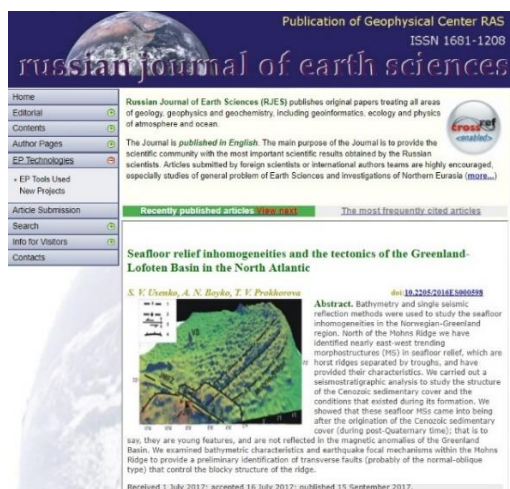 Publication of Geophysical Center RAS
ISSN 1681-1208
russian journal of earth sciences
Home
Editorial
Contents
Author Pages
EP Technologies
EP Tools Used
New Projects
Article Submission
Search
Info for Visitors
Contacts
Russian Journal of Earth Sciences (RJES) publishes original papers treating all areas
of geology, geophysics and geochemistry, including geoinformatics, ecology and physics
of atmosphere and ocean.
The Journal is published in English. The main purpose of the Journal is to provide the
scientific community with the most important scientific results obtained by the Russian
scientists. Articles submitted by foreign scientists or international authors teams are highly encouraged,
especially studies of general problem of Earth Sciences and investigations of Northern Eurasia (more...)
crossref
enabled
Recently published articles View next
The most frequently cited articles
Seafloor relief inhomogeneities and the tectonics of the Greenland-
Lofoten Basin in the North Atlantic
S. V. Usenko, A. N. Boyko, T. V. Prokhorova
doi:10.2205/2016ES000598
Abstract. Bathymetry and single seismic
reflection methods were used to study the seafloor
inhomogeneities in the Norwegian-Greenland
region. North of the Mohns Ridge we have
identified nearly east-west trending
morphostructures (MS) in seafloor relief, which are
horst ridges separated by troughs, and have
provided their characteristics. We carried out a
seismostratigraphic analysis to study the structure
of the Cenozoic sedimentary cover and the
conditions that existed during its formation. We
showed that these seafloor MSs came into being
after the origination of the Cenozoic sedimentary
cover (during post-Quaternary time); that is to
say, they are young features, and are not reflected in the magnetic anomalies of the Greenland
Basin. We examined bathymetric characteristics and earthquake focal mechanisms within the Mohns
Ridge to provide a preliminary identification of transverse faults (probably of the normal-oblique
type) that control the blocky structure of the ridge.
Received 1 July 2017; accepted 16 July 2017; published 15 September 2017.